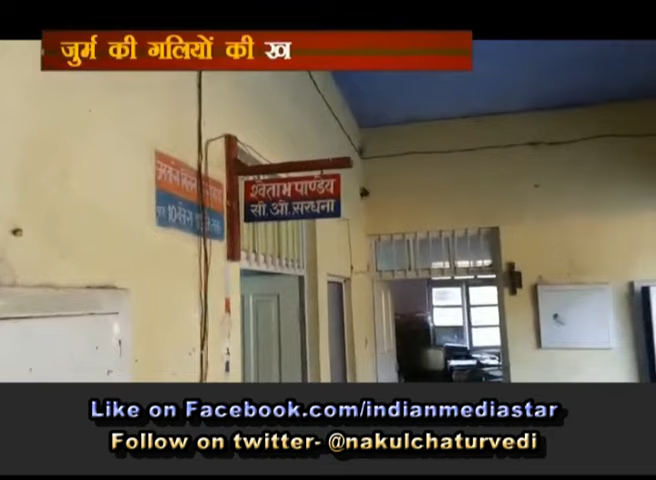 जुर्म की गलियों की ख
श्वेताभ पाण्डेय
सी.ओ.सरधना
Like on Facebook.com/indianmediastar
Follow on twitter- @nakulchaturvedi